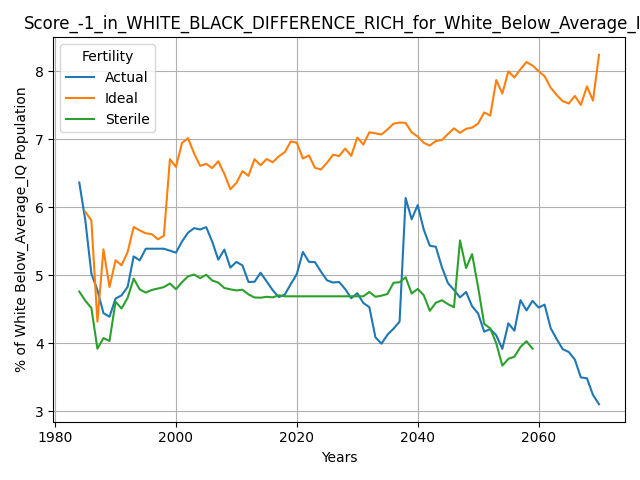 Score_-1_in_WHITE_BLACK_DIFFERENCE_RICH_for_White_Below_Average_I
Fertility
Actual
Ideal
Sterile
8
7
6
5
4
3
% of White Below_Average_IQ Population
1980
2000
2020
2040
2060
Years